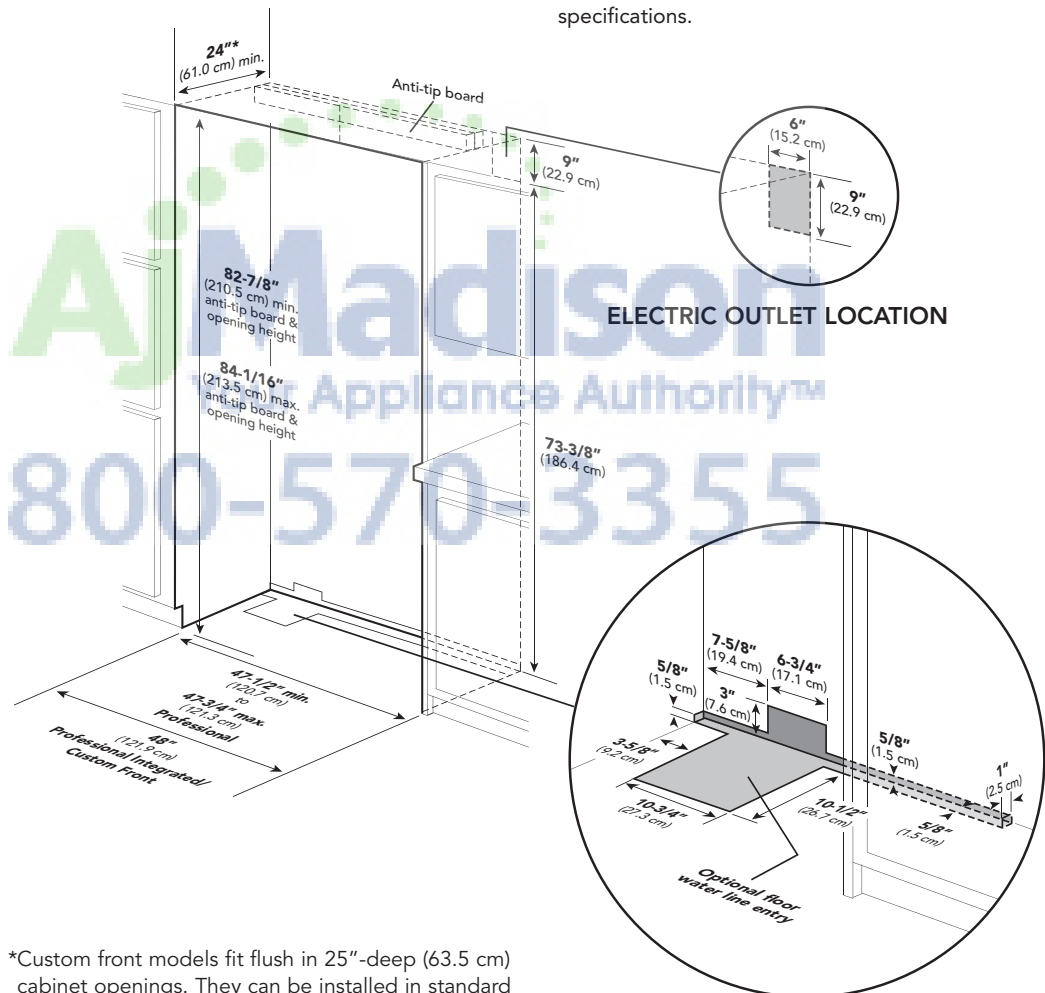 specifications.
24"*
(61.0 cm) min.
Anti-tip board
9"
(22.9 cm)
6"
(15.2 cm)
9"
(22.9 cm)
ELECTRIC OUTLET LOCATION
AjMadison
Your Appliance Authority™
800-570-3355
82-7/8"
(210.5 cm) min.
anti-tip board &
opening height
84-1/16"
(213.5 cm) max.
anti-tip board &
opening height
73-3/8"
(186.4 cm)
47-1/2" min.
(120.7 cm)
to
47-3/4" max.
(121.3 cm)
Professional
48"
(121.9 cm)
Professional Integrated/
Custom Front
7-5/8"
(19.4 cm)
6-3/4"
(17.1 cm)
5/8"
(1.5 cm)
3"
(7.6 cm)
3-5/8"
(9.2 cm)
10-3/4"
(27.3 cm)
10-1/2"
(26.7 cm)
5/8"
(1.5 cm)
1"
(2.5 cm)
5/8"
(1.5 cm)
Optional floor
water line entry
*Custom front models fit flush in 25"-deep (63.5 cm)
cabinet openings. They can be installed in standard